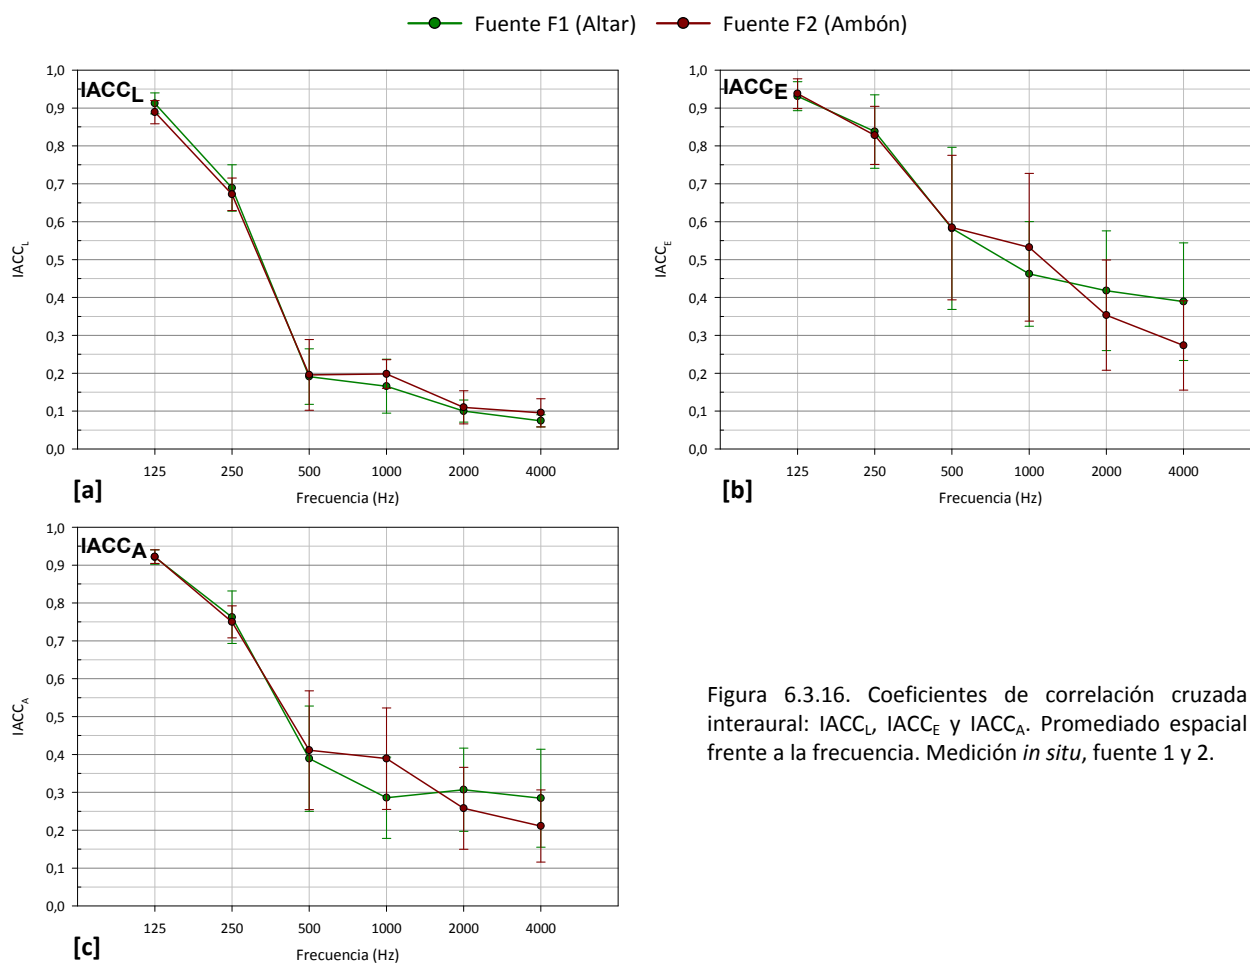 Fuente F1 (Altar) Fuente F2 (Ambón)
IACCL
1,0
0,9
0,8
0,7
0,6
0,5
0,4
0,3
0,2
0,1
0,0
IACCL
125 250 500 1000 2000 4000
Frecuencia (Hz)
[a]
IACCE
1,0
0,9
0,8
0,7
0,6
0,5
0,4
0,3
0,2
0,1
0,0
IACCE
125 250 500 1000 2000 4000
Frecuencia (Hz)
[b]
IACCA
1,0
0,9
0,8
0,7
0,6
0,5
0,4
0,3
0,2
0,1
0,0
IACCA
125 250 500 1000 2000 4000
Frecuencia (Hz)
[c]
Figura 6.3.16. Coeficientes de correlación cruzada
interaural: IACCL, IACCE y IACCA. Promediado espacial
frente a la frecuencia. Medición in situ, fuente 1 y 2.